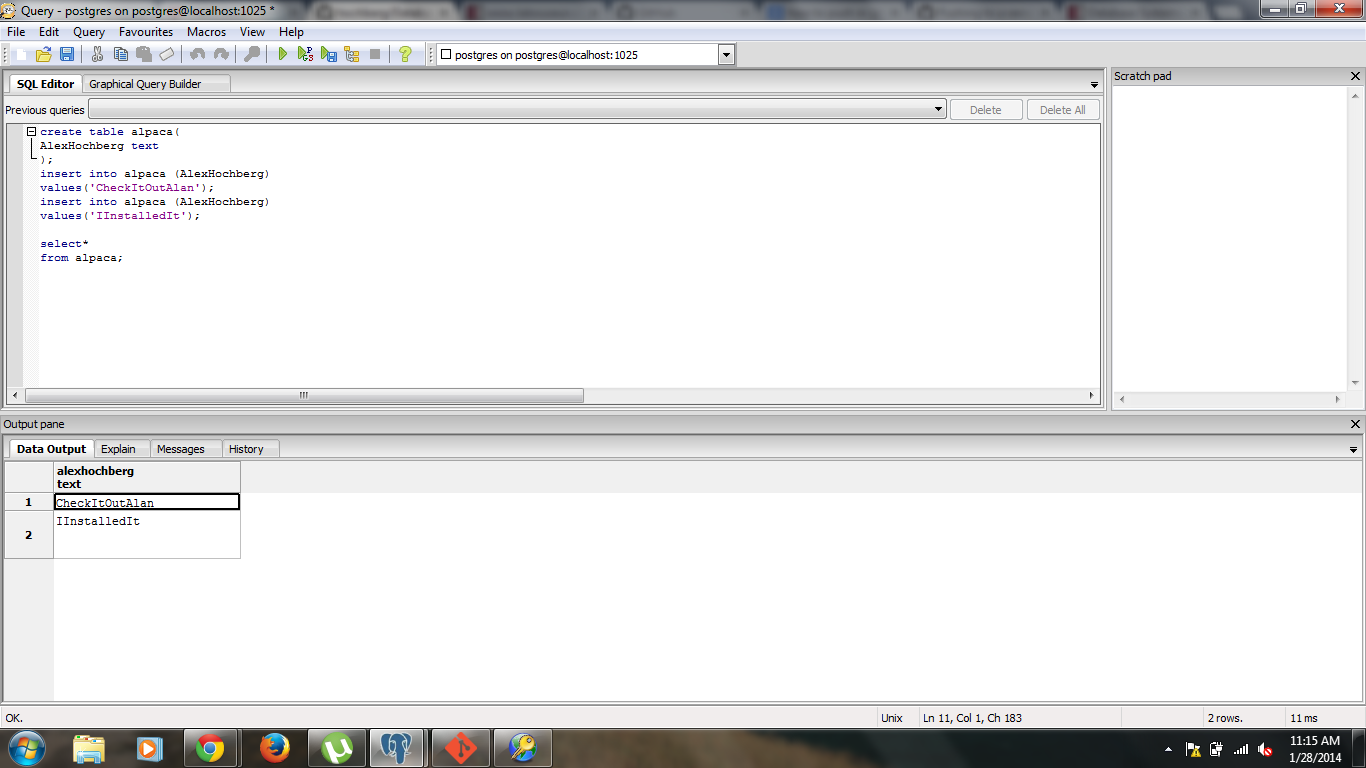 Query - postgres on postgres@localhost:1025 *
File Edit Query Favourites Macros View Help
postgres on postgres@localhost:1025
SQL Editor Graphical Query Builder
Scratch pad
Previous queries Delete Delete All
create table alpaca(
AlexHochberg text
);
insert into alpaca (AlexHochberg)
values('CheckItOutAlan');
insert into alpaca (AlexHochberg)
values('IInstalledIt');
select*
from alpaca;
Output pane
Data Output Explain Messages History
alexhochberg
text
1 CheckItOutAlan
2 IInstalledIt
OK. Unix Ln 11, Col 1, Ch 183 2 rows. 11 ms
11:15 AM
1/28/2014